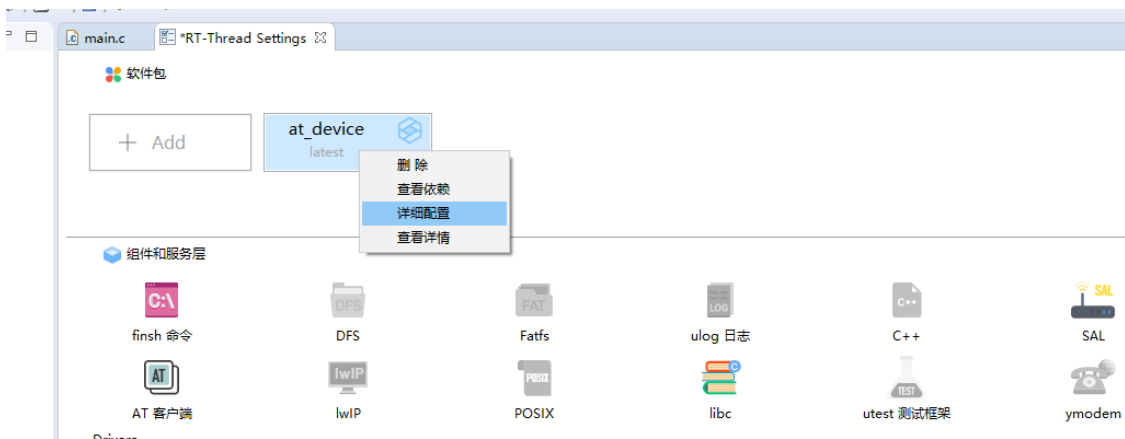 main.c *RT-Thread Settings
软件包
Add
at_device
latest
删除
查看依赖
详细配置
查看详情
组件和服务层
C:\ DFS FAT LOG C++ SAL
finsh 命令 DFS Fatfs ulog 日志 C++ SAL
AT lwIP POSIX C TEST
AT 客户端 lwIP POSIX libc utest 测试框架 ymodem
Drivers